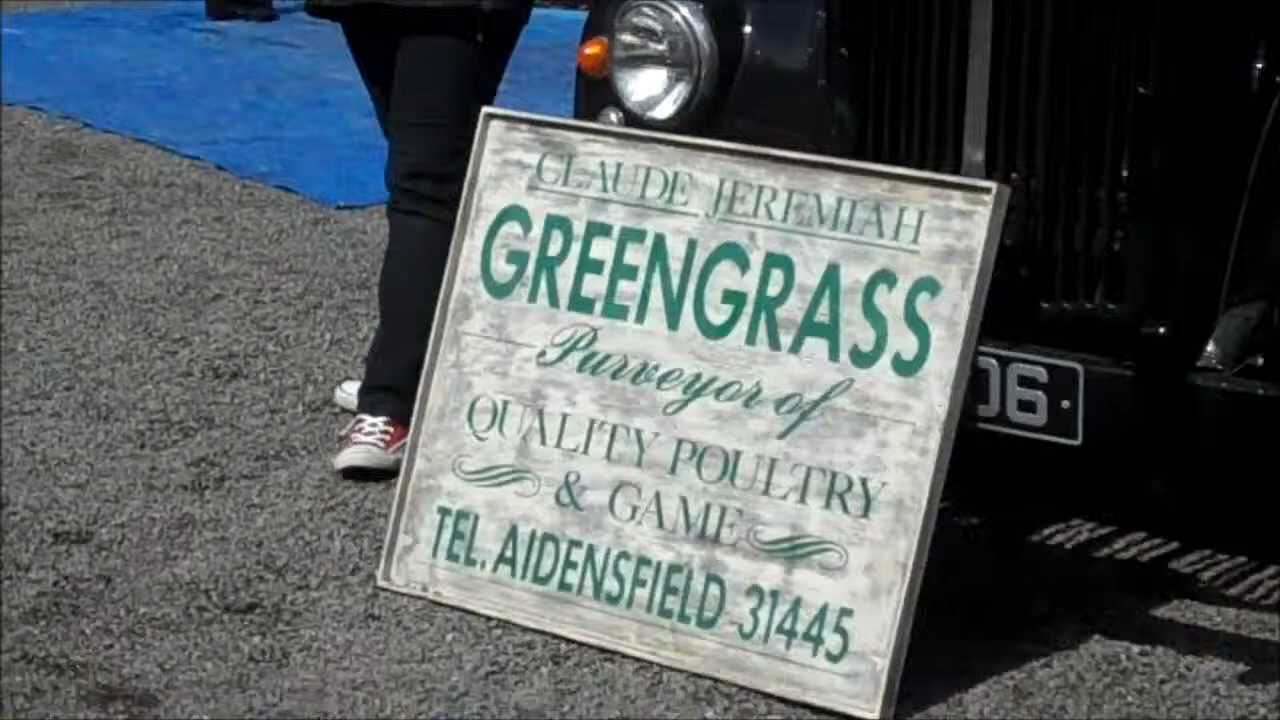 CLAUDE JEREMIAH
GREENGRASS
Purveyor of
QUALITY POULTRY
& GAME
TEL. AIDENSFIELD 31445
06